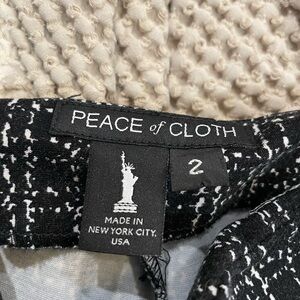 PEACE of CLOTH
2
MADE IN
NEW YORK CITY,
USA